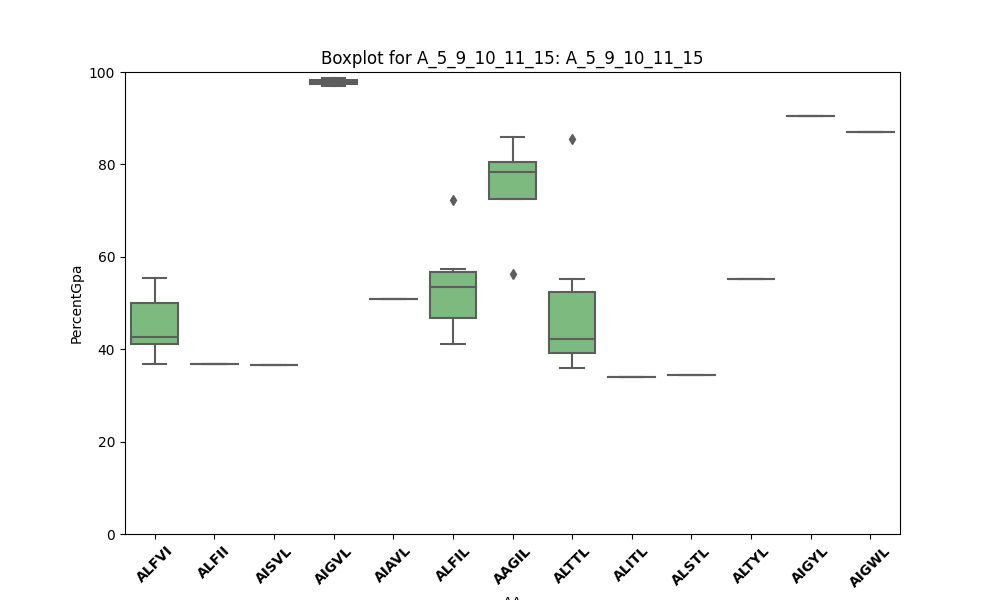 Boxplot for A_5_9_10_11_15: A_5_9_10_11_15
100
80
60
40
20
0
PercentGpa
ALFVI
ALFII
AISVL
AIGVL
AIAVL
ALFIL
AAGIL
ALTTL
ALITL
ALSTL
ALTYL
AIGYL
AIGWL